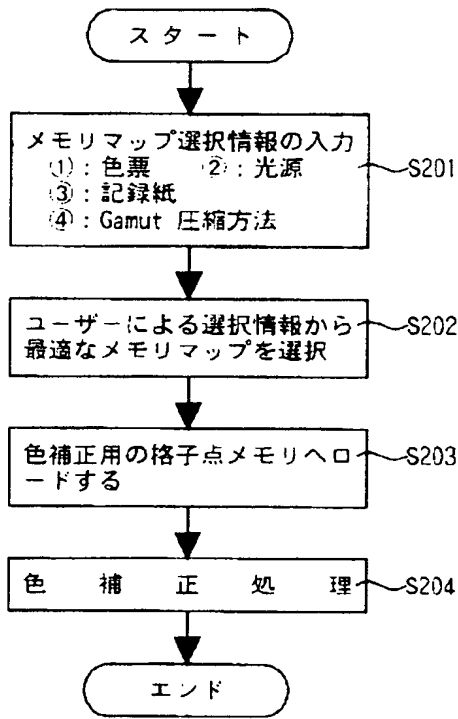 スタート
メモリマップ選択情報の入力
①：色票　②：光源
③：記録紙
④：Gamut 圧縮方法
S201
ユーザーによる選択情報から
最適なメモリマップを選択
S202
色補正用の格子点メモリへロ
ードする
S203
色補正処理
S204
エンド